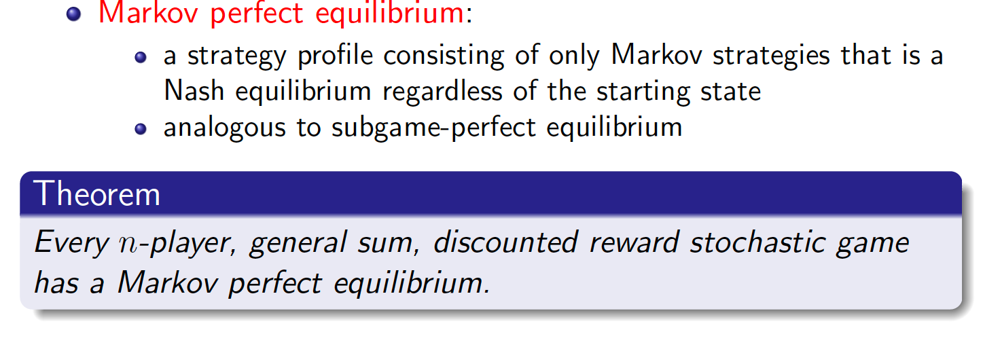 Markov perfect equilibrium:
a strategy profile consisting of only Markov strategies that is a
Nash equilibrium regardless of the starting state
analogous to subgame-perfect equilibrium
Theorem
Every n-player, general sum, discounted reward stochastic game
has a Markov perfect equilibrium.